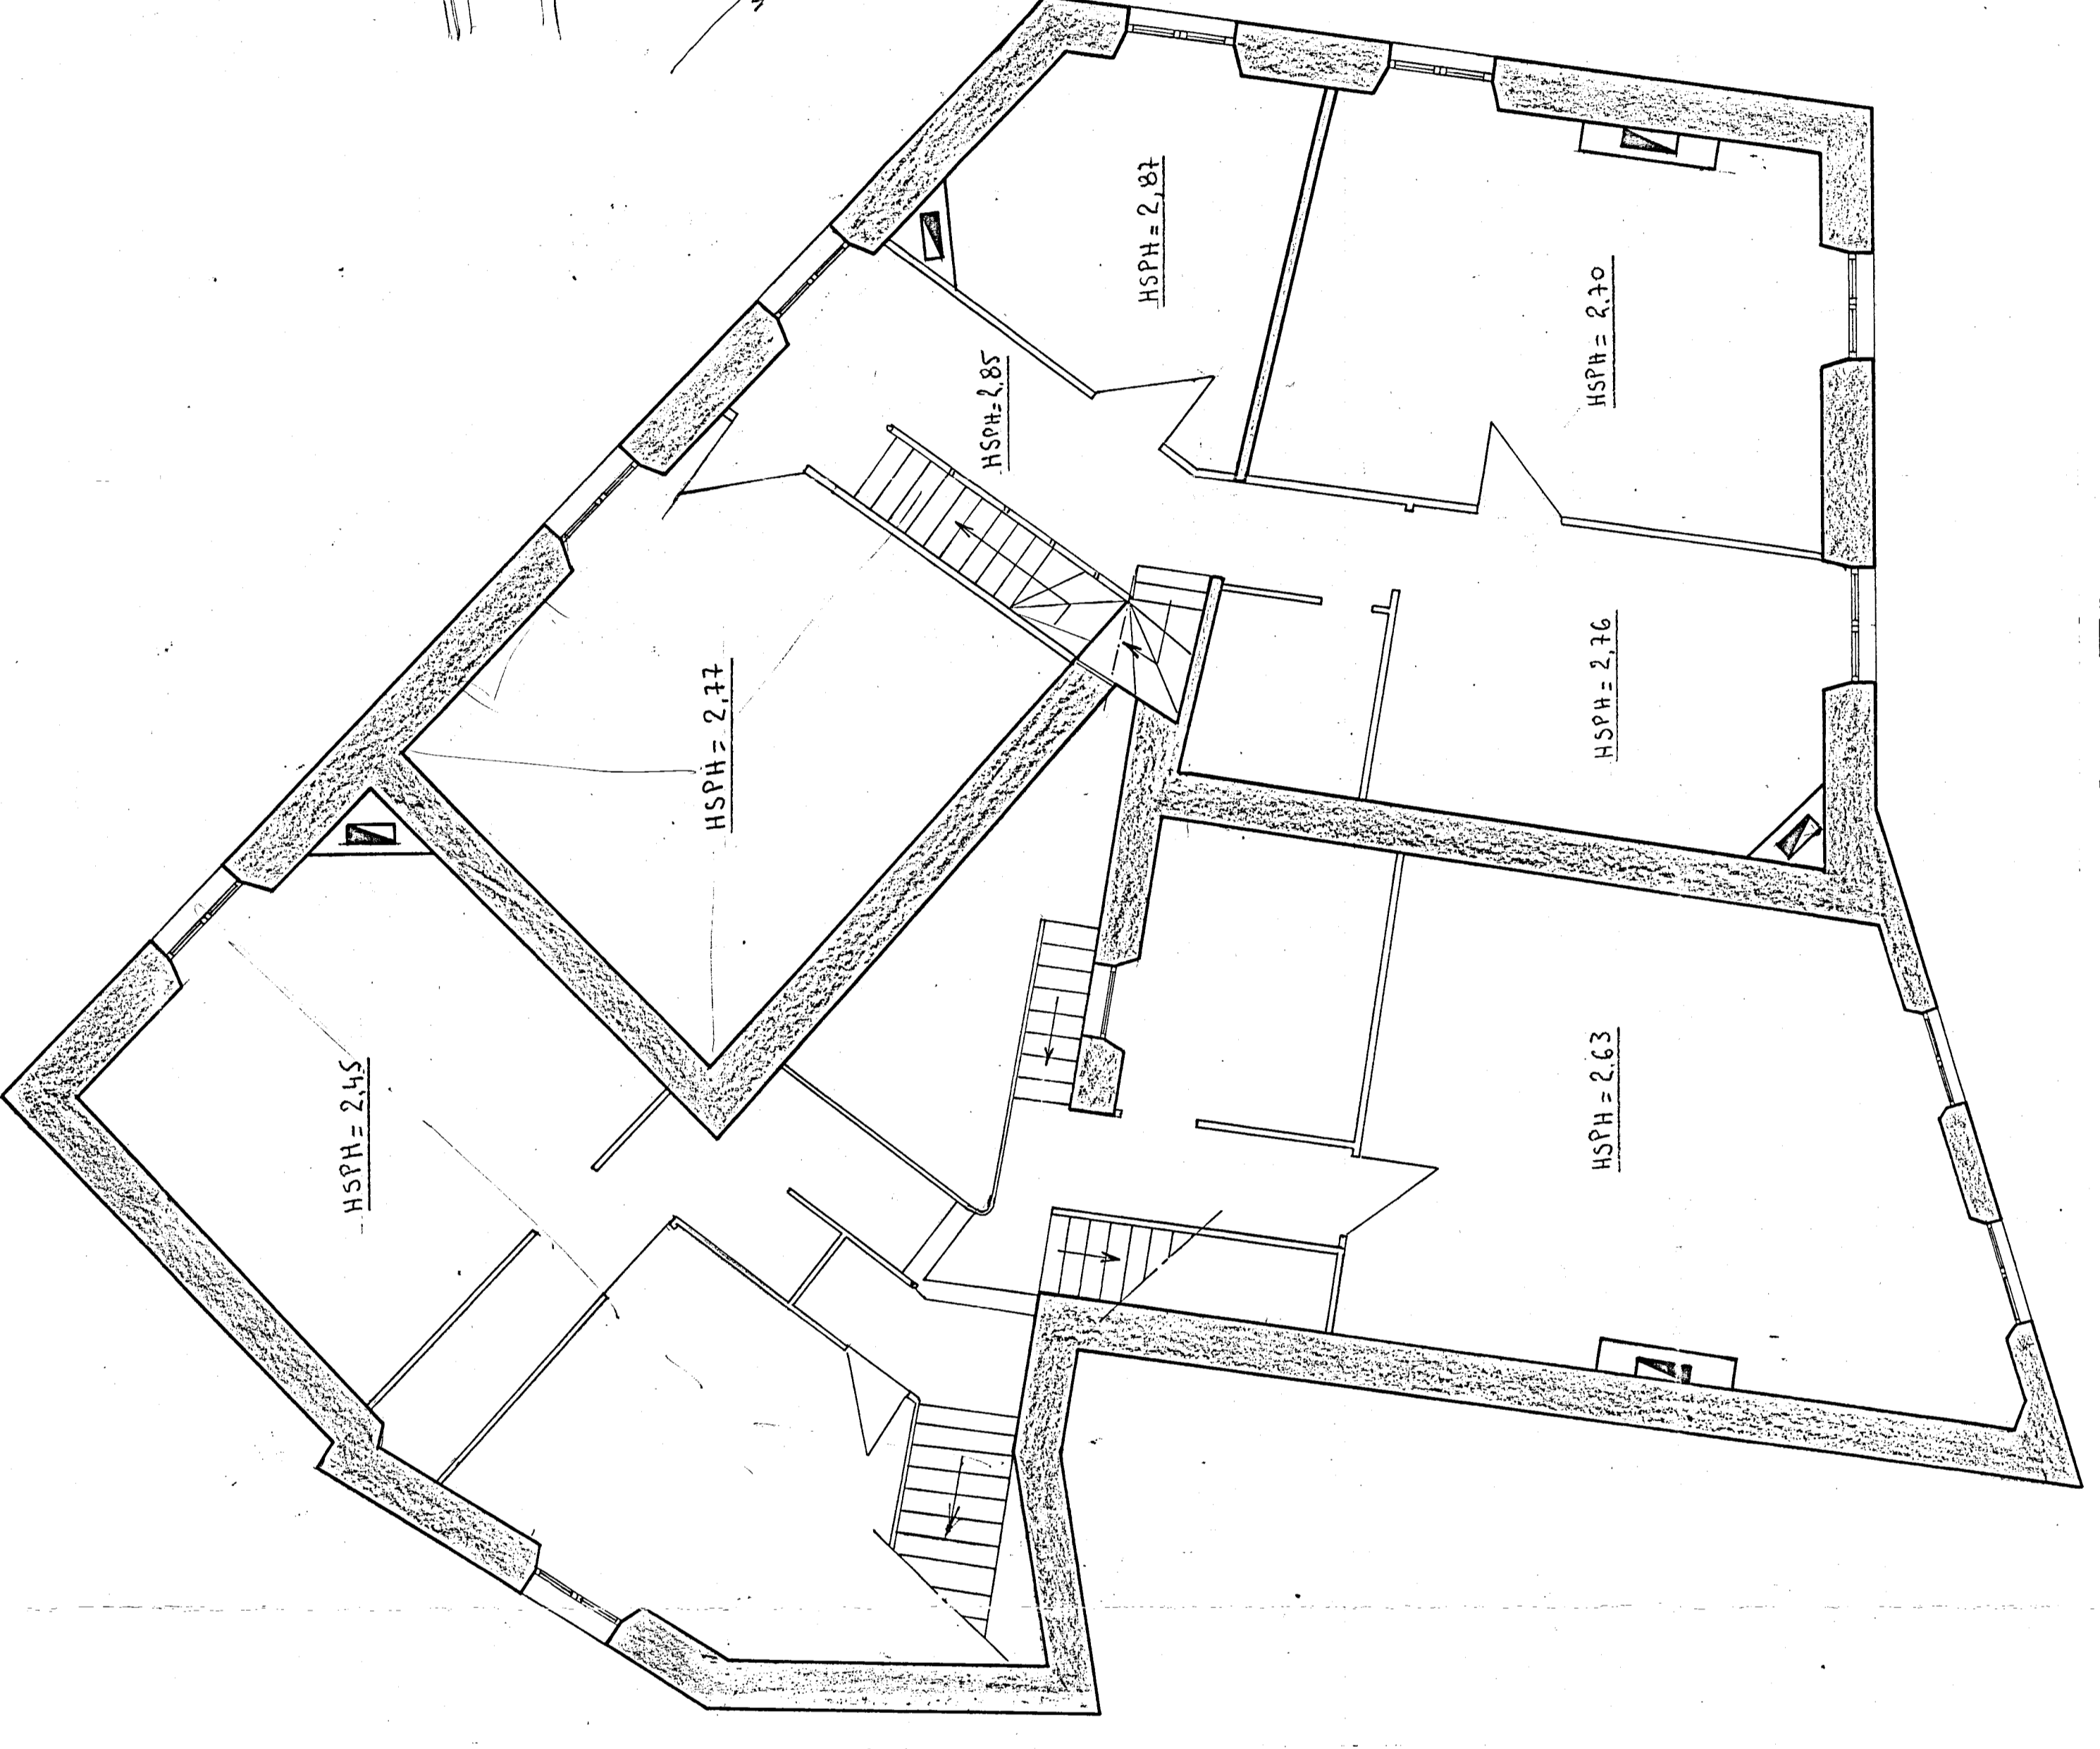 HSPH = 2,87
HSPH = 2.70
HSPH = 2.85
HSPH = 2,76
HSPH = 2,77
HSPH = 2.63
HSPH = 2,45